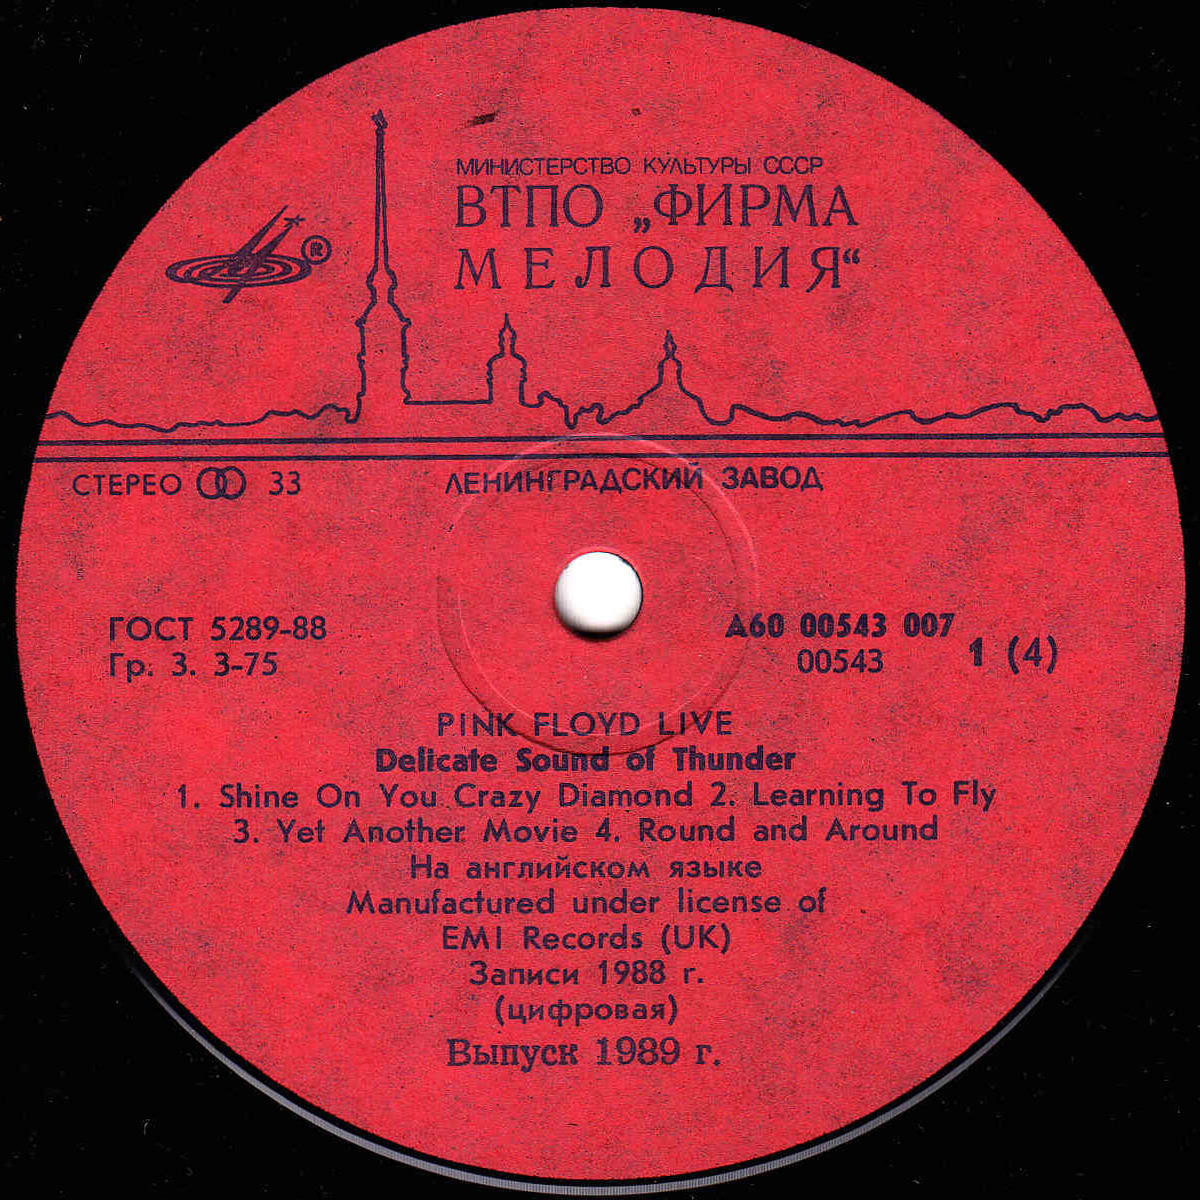 МИНИСТЕРСТВО КУЛЬТУРЫ СССР
ВТПО „ФИРМА
МЕЛОДИЯ“
®
СТЕРЕО 33
ЛЕНИНГРАДСКИЙ ЗАВОД
ГОСТ 5289-88
Гр. 3. 3-75
А60 00543 007
00543
1 (4)
PINK FLOYD LIVE
Delicate Sound of Thunder
1. Shine On You Crazy Diamond 2. Learning To Fly
3. Yet Another Movie 4. Round and Around
На английском языке
Manufactured under license of
EMI Records (UK)
Записи 1988 г.
(цифровая)
Выпуск 1989 г.